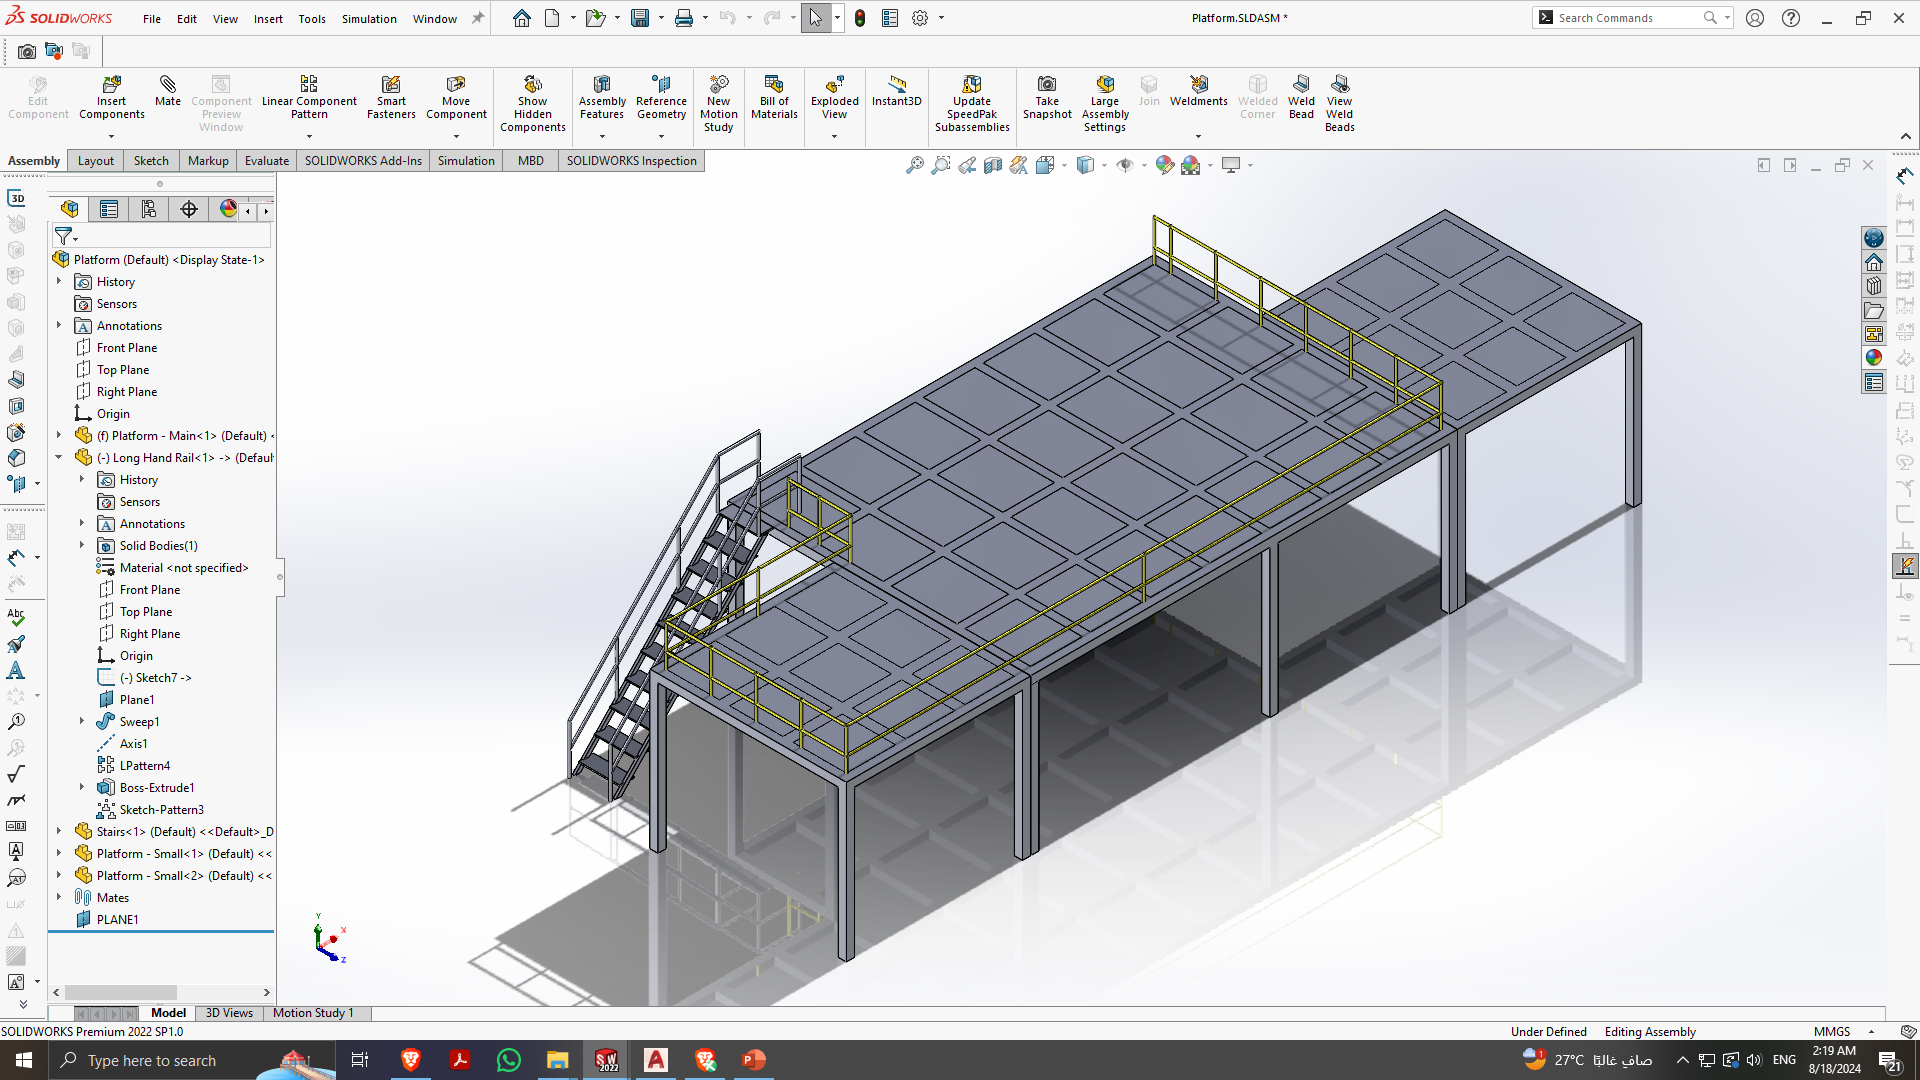 SOLIDWORKS
File
Edit
View
Insert
Tools
Simulation
Window
Platform.SLDASM *
Search Commands
Edit
Component
Insert
Components
Mate
Component
Preview
Window
Linear Component
Pattern
Smart
Fasteners
Move
Component
Show
Hidden
Components
Assembly
Features
Reference
Geometry
New
Motion
Study
Bill of
Materials
Exploded
View
Instant3D
Update
SpeedPak
Subassemblies
Take
Snapshot
Large
Assembly
Settings
Join
Weldments
Welded
Corner
Weld
Bead
View
Weld
Beads
Assembly
Layout
Sketch
Markup
Evaluate
SOLIDWORKS Add-Ins
Simulation
MBD
SOLIDWORKS Inspection
3D
Platform (Default) <Display State-1>
History
Sensors
Annotations
Front Plane
Top Plane
Right Plane
Origin
(f) Platform - Main<1> (Default)
(-) Long Hand Rail<1> -> (Defaul
History
Sensors
Annotations
Solid Bodies(1)
Material <not specified>
Front Plane
Top Plane
Right Plane
Origin
(-) Sketch7 ->
Plane1
Sweep1
Axis1
LPattern4
Boss-Extrude1
Sketch-Pattern3
Stairs<1> (Default) <<Default>_D
Platform - Small<1> (Default) <<
Platform - Small<2> (Default) <<
Mates
PLANE1
Abc
Y
X
Z
Model
3D Views
Motion Study 1
SOLIDWORKS Premium 2022 SP1.0
Under Defined
Editing Assembly
MMGS
Type here to search
27°C صاف غالبًا
ENG
2:19 AM
8/18/2024
21